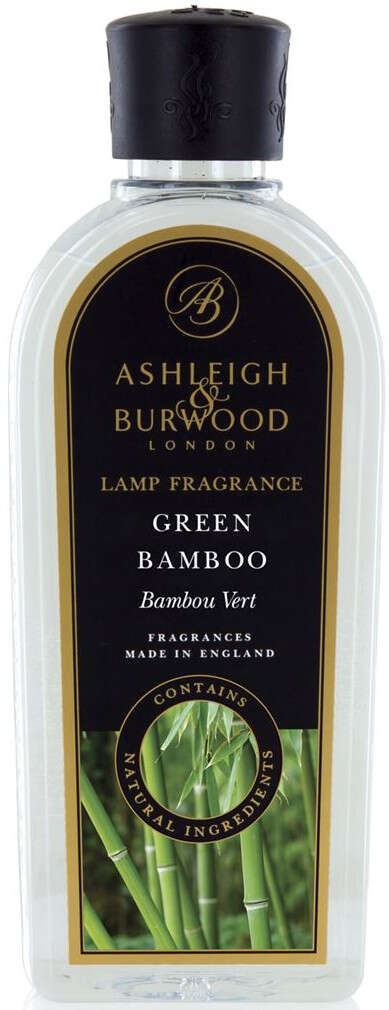 AB
ASHLEIGH
&
BURWOOD
LONDON
LAMP FRAGRANCE
GREEN
BAMBOO
Bambou Vert
FRAGRANCES
MADE IN ENGLAND
CONTAINS
NATURAL INGREDIENTS